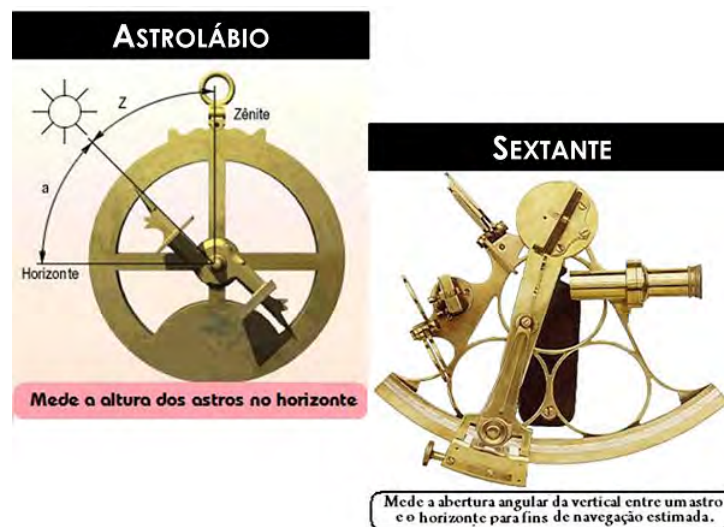 ASTROLÁBIO
Z
Zênite
a
Horizonte
Mede a altura dos astros no horizonte
SEXTANTE
Mede a abertura angular da vertical entre um astro
e o horizonte para fins de navegação estimada.